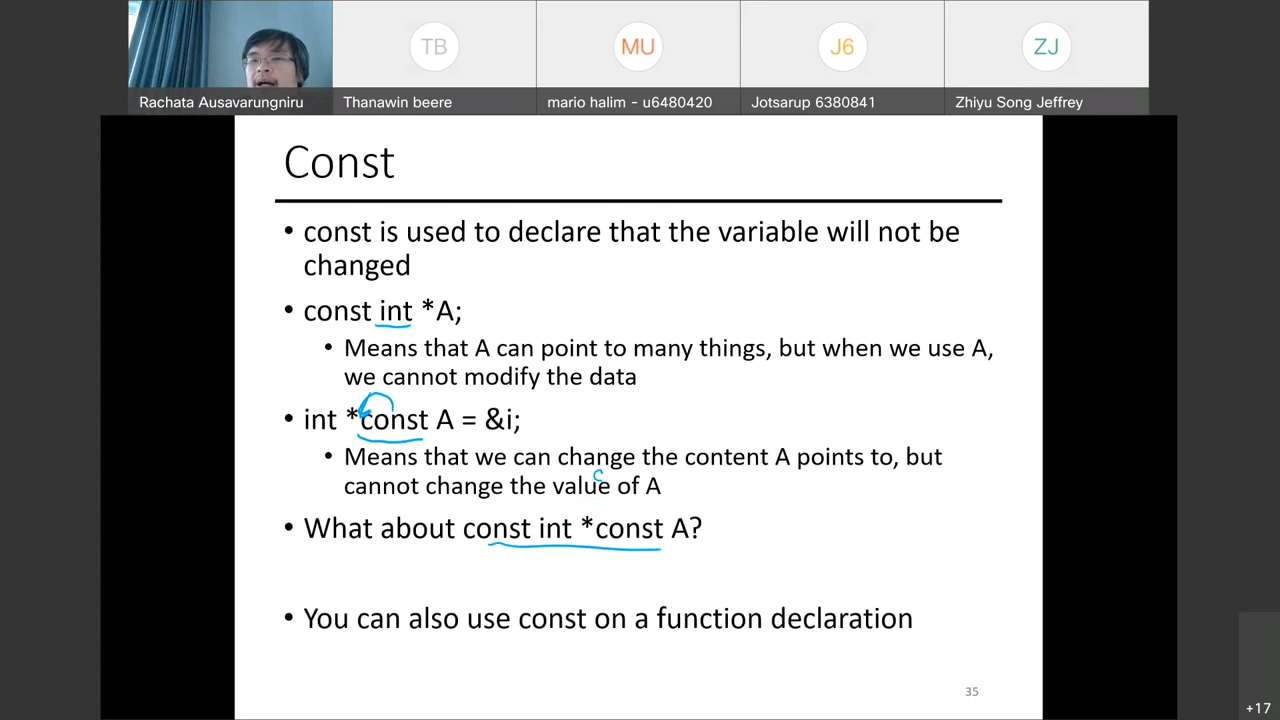 TB
MU
J6
ZJ
Rachata Ausavarungniru
Thanawin beere
mario halim - u6480420
Jotsarup 6380841
Zhiyu Song Jeffrey
Const
• const is used to declare that the variable will not be
changed
• const int *A;
• Means that A can point to many things, but when we use A,
we cannot modify the data
• int *const A = &i;
• Means that we can change the content A points to, but
cannot change the value of A
• What about const int *const A?
• You can also use const on a function declaration
35
+17